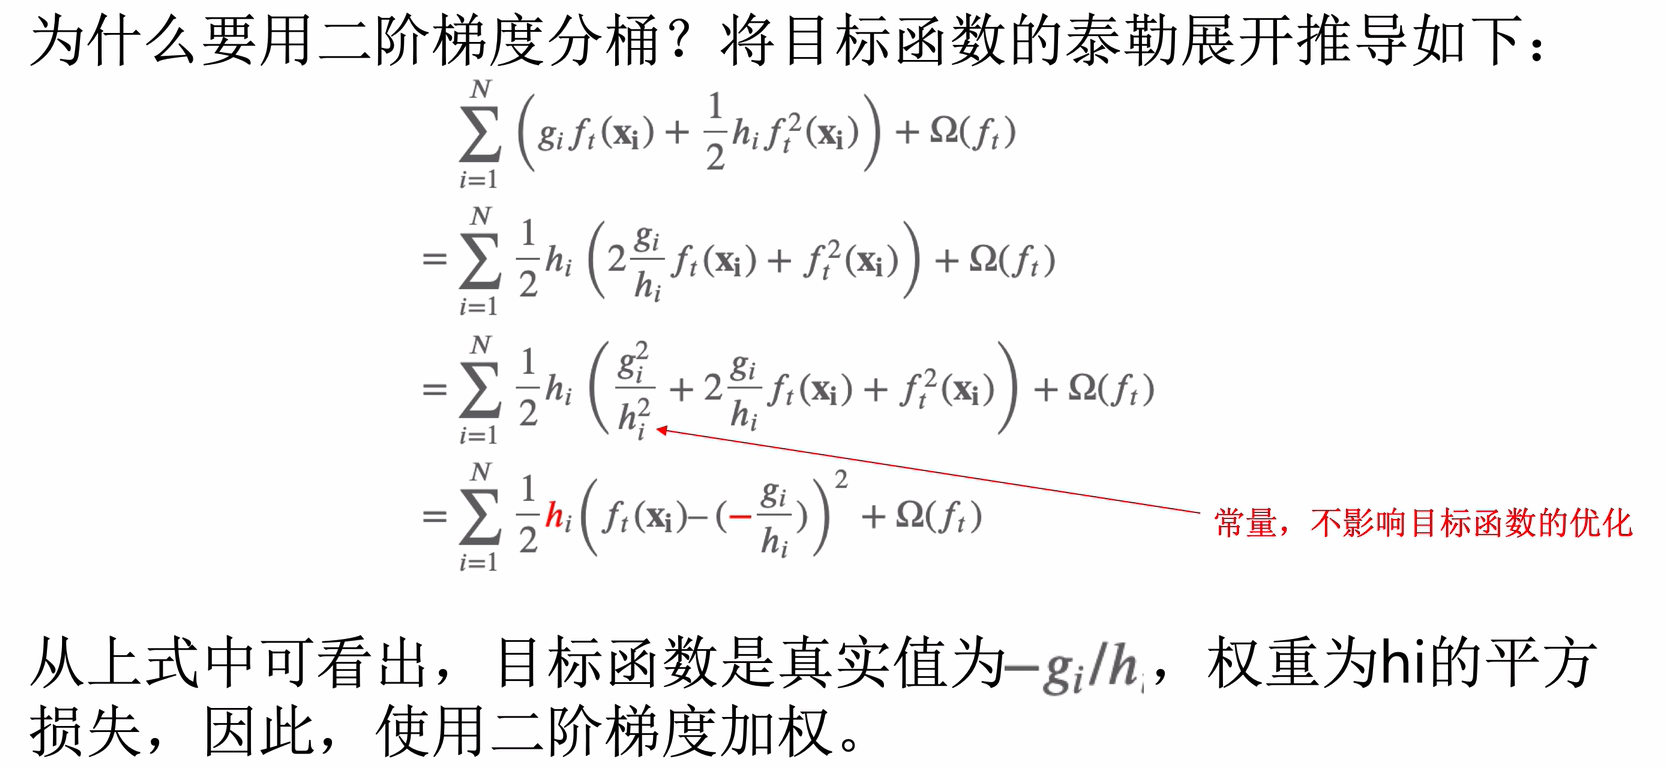 为什么要用二阶梯度分桶？将目标函数的泰勒展开推导如下：
$\sum_{i=1}^{N} \left( g_i f_t(\mathbf{x_i}) + \frac{1}{2} h_i f_t^2(\mathbf{x_i}) \right) + \Omega(f_t)$
$= \sum_{i=1}^{N} \frac{1}{2} h_i \left( 2 \frac{g_i}{h_i} f_t(\mathbf{x_i}) + f_t^2(\mathbf{x_i}) \right) + \Omega(f_t)$
$= \sum_{i=1}^{N} \frac{1}{2} h_i \left( \frac{g_i^2}{h_i^2} + 2 \frac{g_i}{h_i} f_t(\mathbf{x_i}) + f_t^2(\mathbf{x_i}) \right) + \Omega(f_t)$
$= \sum_{i=1}^{N} \frac{1}{2} h_i \left( f_t(\mathbf{x_i}) – (– \frac{g_i}{h_i}) \right)^2 + \Omega(f_t)$
常量，不影响目标函数的优化
从上式中可看出，目标函数是真实值为$-g_i/h_i$，权重为hi的平方
损失，因此，使用二阶梯度加权。